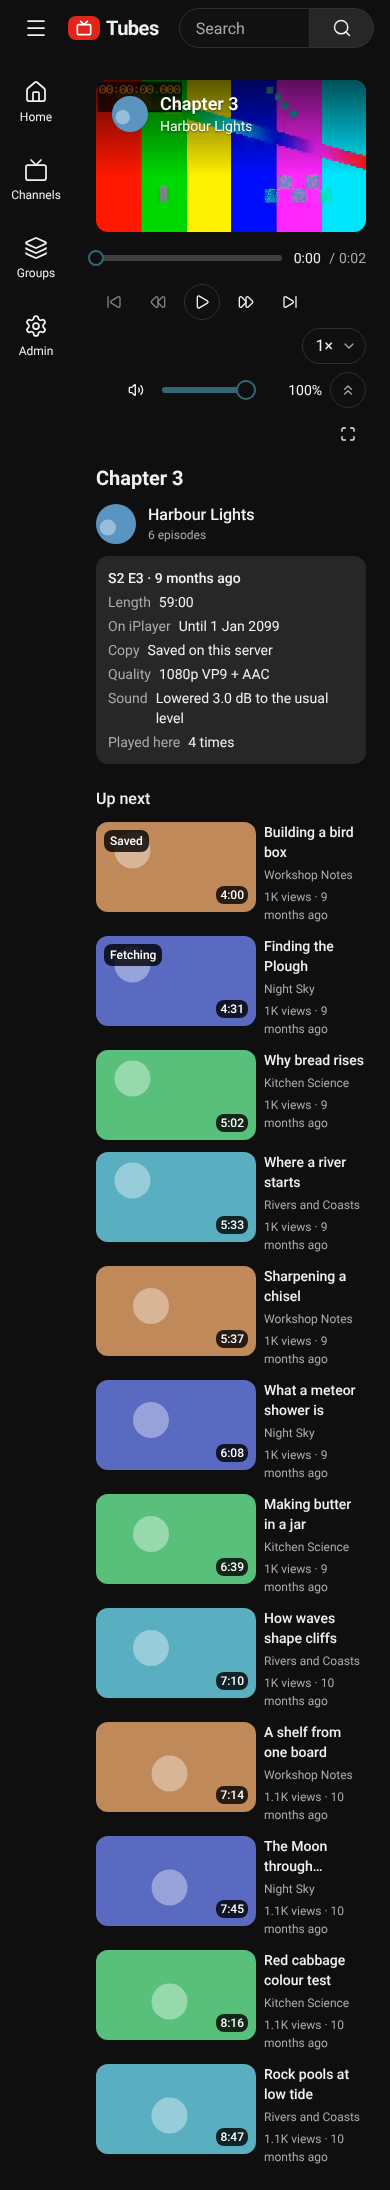 Tubes
Search
Home
Channels
Groups
Admin
00:00:00.000
Chapter 3
Harbour Lights
0:00 / 0:02
1×
100%
Chapter 3
Harbour Lights
6 episodes
S2 E3 · 9 months ago
Length 59:00
On iPlayer Until 1 Jan 2099
Copy Saved on this server
Quality 1080p VP9 + AAC
Sound Lowered 3.0 dB to the usual
level
Played here 4 times
Up next
Saved
4:00
Building a bird
box
Workshop Notes
1K views · 9
months ago
Fetching
4:31
Finding the
Plough
Night Sky
1K views · 9
months ago
5:02
Why bread rises
Kitchen Science
1K views · 9
months ago
5:33
Where a river
starts
Rivers and Coasts
1K views · 9
months ago
5:37
Sharpening a
chisel
Workshop Notes
1K views · 9
months ago
6:08
What a meteor
shower is
Night Sky
1K views · 9
months ago
6:39
Making butter
in a jar
Kitchen Science
1K views · 9
months ago
7:10
How waves
shape cliffs
Rivers and Coasts
1K views · 10
months ago
7:14
A shelf from
one board
Workshop Notes
1.1K views · 10
months ago
7:45
The Moon
through…
Night Sky
1.1K views · 10
months ago
8:16
Red cabbage
colour test
Kitchen Science
1.1K views · 10
months ago
8:47
Rock pools at
low tide
Rivers and Coasts
1.1K views · 10
months ago